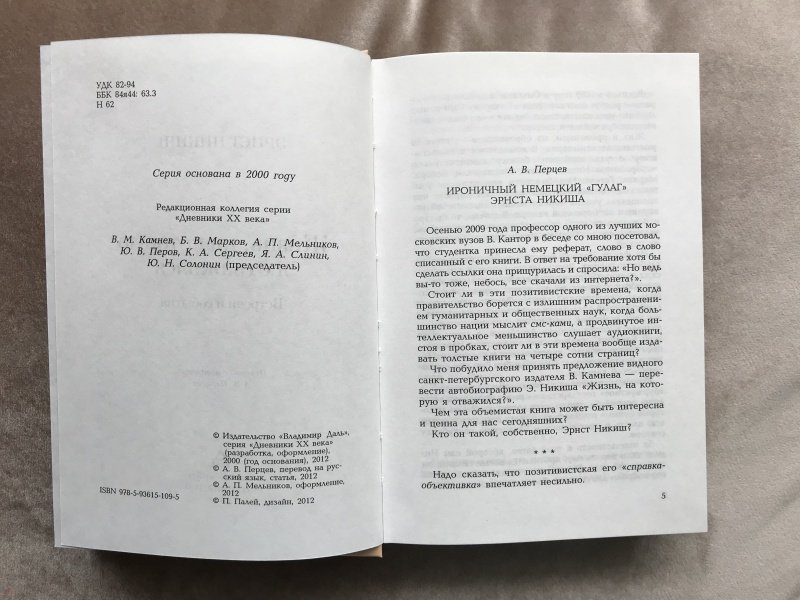 УДК 82-94
ББК 84я44: 63.3
Н 62
Серия основана в 2000 году
Редакционная коллегия серии
«Дневники XX века»
В. М. Камнев, Б. В. Марков, А. П. Мельников,
Ю. В. Перов, К. А. Сергеев, Я. А. Слинин,
Ю. Н. Солонин (председатель)
© Издательство «Владимир Даль»,
серия «Дневники XX века»
(разработка, оформление),
2000 (год основания), 2012
© А. В. Перцев, перевод на рус-
ский язык, статья, 2012
© А. П. Мельников, оформление,
2012
ISBN 978-5-93615-109-5
© П. Палей, дизайн, 2012
А. В. Перцев
ИРОНИЧНЫЙ НЕМЕЦКИЙ «ГУЛАГ»
ЭРНСТА НИКИША
Осенью 2009 года профессор одного из лучших мо-
сковских вузов В. Кантор в беседе со мною посетовал,
что студентка принесла ему реферат, слово в слово
списанный с его книги. В ответ на требование хотя бы
сделать ссылки она прищурилась и спросила: «Но ведь
вы-то тоже, небось, все скачали из интернета?».
Стоит ли в эти позитивистские времена, когда
правительство борется с излишним распространени-
ем гуманитарных и общественных наук, когда боль-
шинство нации мыслит смс-ками, а продвинутое ин-
теллектуальное меньшинство слушает аудиокниги,
стоя в пробках, стоит ли в эти времена вообще изда-
вать толстые книги на четыре сотни страниц?
Что побудило меня принять предложение видного
санкт-петербургского издателя В. Камнева — пере-
вести автобиографию Э. Никиша «Жизнь, на кото-
рую я отважился?».
Чем эта объемистая книга может быть интересна
и ценна для нас сегодняшних?
Кто он такой, собственно, Эрнст Никиш?
* * *
Надо сказать, что позитивистская его «справка-
объективка» впечатляет несильно.
5